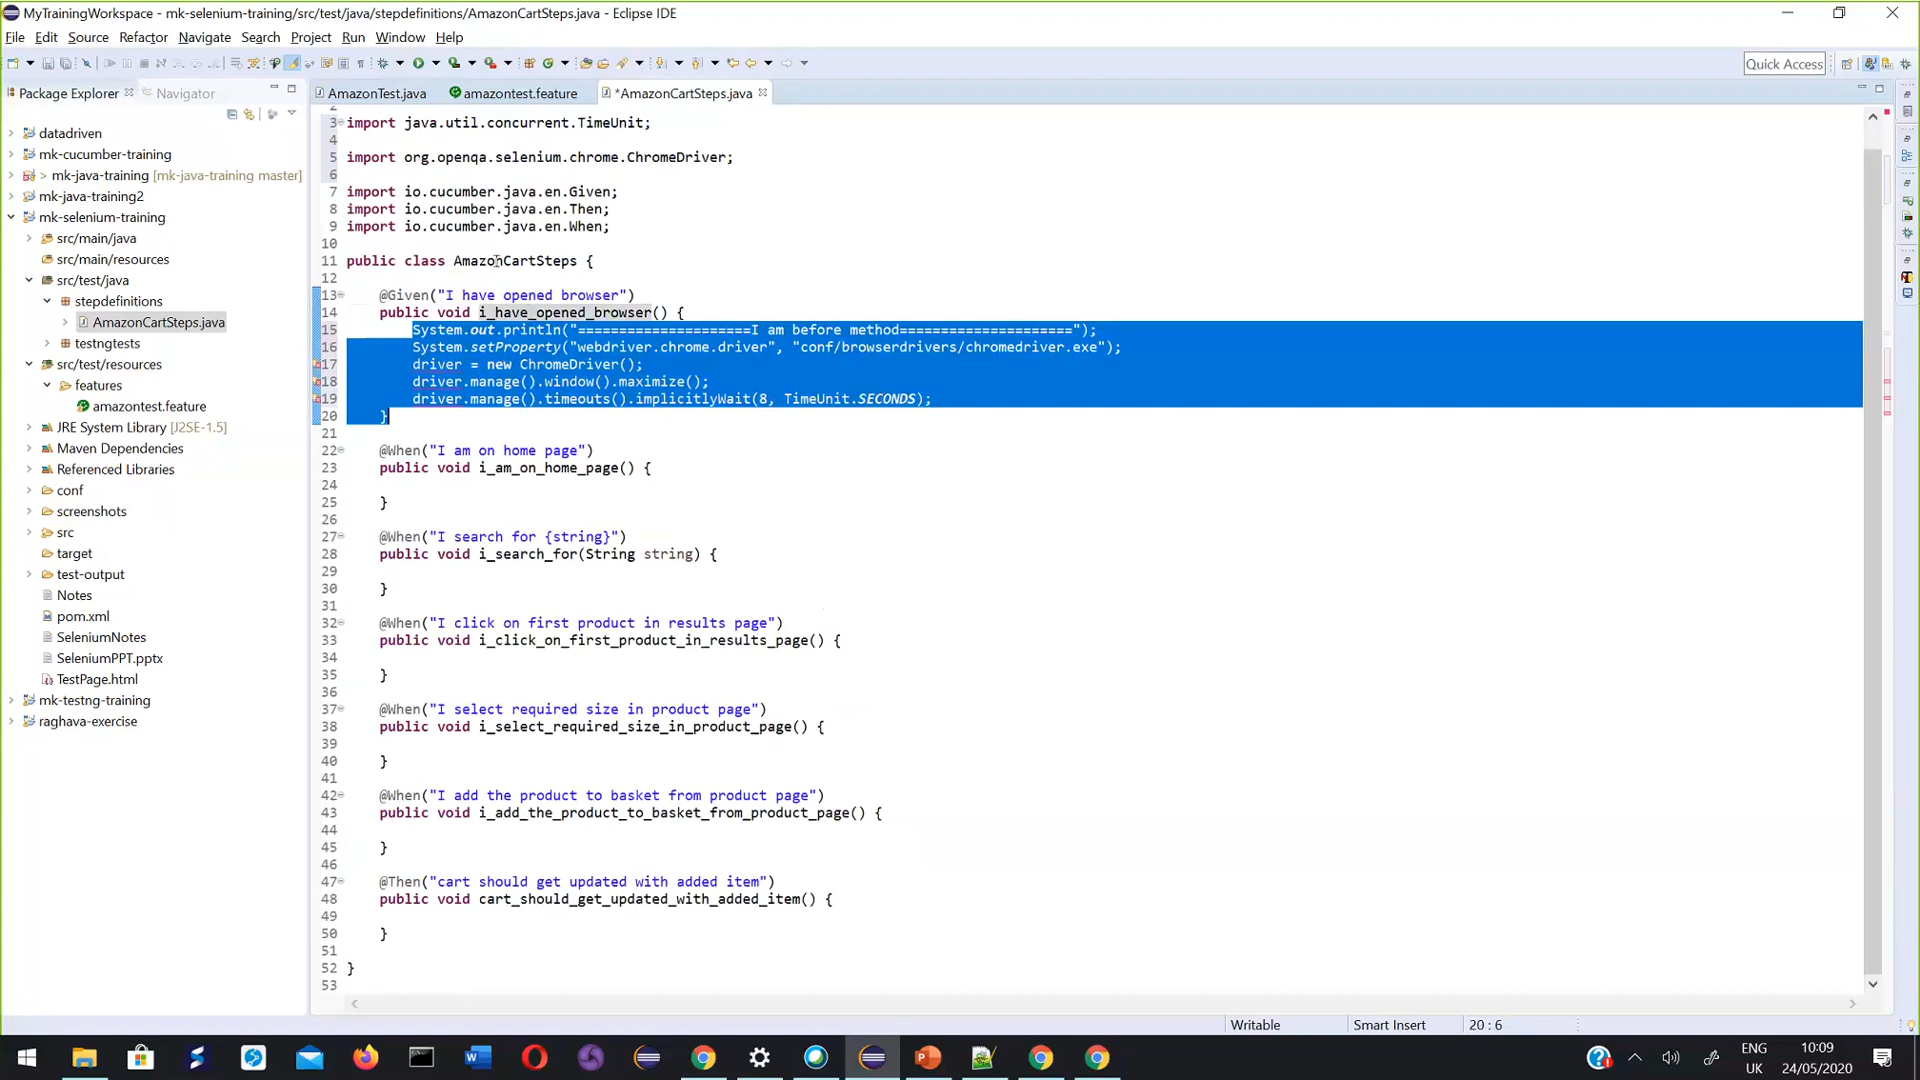 MyTrainingWorkspace - mk-selenium-training/src/test/java/stepdefinitions/AmazonCartSteps.java - Eclipse IDE
File Edit Source Refactor Navigate Search Project Run Window Help
Quick Access
Package Explorer Navigator
AmazonTest.java amazontest.feature *AmazonCartSteps.java
datadriven
mk-cucumber-training
> mk-java-training [mk-java-training master]
mk-java-training2
mk-selenium-training
src/main/java
src/main/resources
src/test/java
stepdefinitions
AmazonCartSteps.java
testngtests
src/test/resources
features
amazontest.feature
JRE System Library [J2SE-1.5]
Maven Dependencies
Referenced Libraries
conf
screenshots
src
target
test-output
Notes
pom.xml
SeleniumNotes
SeleniumPPT.pptx
TestPage.html
mk-testng-training
raghava-exercise
2
3 import java.util.concurrent.TimeUnit;
4
5 import org.openqa.selenium.chrome.ChromeDriver;
6
7 import io.cucumber.java.en.Given;
8 import io.cucumber.java.en.Then;
9 import io.cucumber.java.en.When;
10
11 public class AmazonCartSteps {
12
13 @Given("I have opened browser")
14 public void i_have_opened_browser() {
15 System.out.println("=====================I am before method=====================");
16 System.setProperty("webdriver.chrome.driver", "conf/browserdrivers/chromedriver.exe");
17 driver = new ChromeDriver();
18 driver.manage().window().maximize();
19 driver.manage().timeouts().implicitlyWait(8, TimeUnit.SECONDS);
20 }
21
22 @When("I am on home page")
23 public void i_am_on_home_page() {
24
25 }
26
27 @When("I search for {string}")
28 public void i_search_for(String string) {
29
30 }
31
32 @When("I click on first product in results page")
33 public void i_click_on_first_product_in_results_page() {
34
35 }
36
37 @When("I select required size in product page")
38 public void i_select_required_size_in_product_page() {
39
40 }
41
42 @When("I add the product to basket from product page")
43 public void i_add_the_product_to_basket_from_product_page() {
44
45 }
46
47 @Then("cart should get updated with added item")
48 public void cart_should_get_updated_with_added_item() {
49
50 }
51
52 }
53
Writable Smart Insert 20 : 6
ENG
UK
10:09
24/05/2020